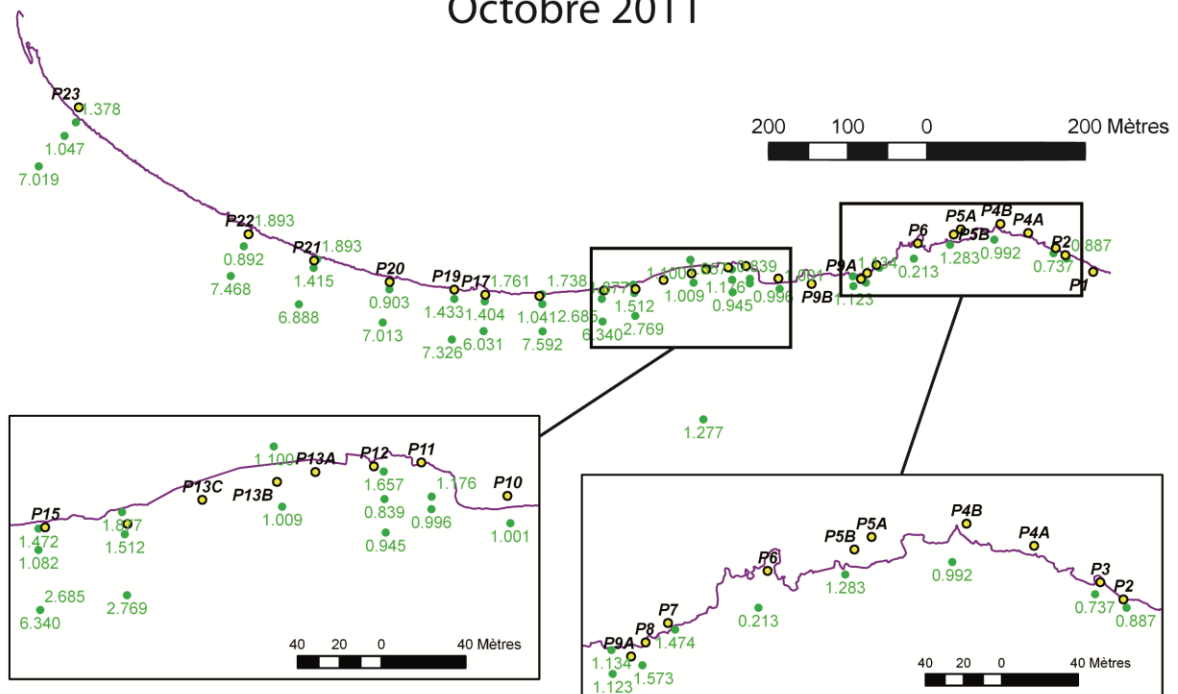 Octobre 2011
P23
1.378
1.047
7.019
200 100 0 200 Mètres
P22 1.893
0.892
7.468
P21 1.893
1.415
6.888
P20
0.903
7.013
P19 P17 1.761 1.738
1.433 1.404 1.041 2.685
7.326 6.031 7.592
1.512
6.340 2.769
1.100 0.839
1.009 1.176
0.945 0.996
1.001
P9A 1.134
P9B 1.123
P6 P5A P4B P4A
P5B P2 0.887
0.213 1.283 0.992 0.737
P1
1.277
1.100 P13A P12 P11
P13C P13B 1.657 1.176 P10
P15 1.009 0.839 0.996
1.472 1.512 0.945 1.001
1.082
2.685 2.769
6.340
40 20 0 40 Mètres
P4B
P5B P5A P4A
P6 P3
1.283 0.992 P2
0.213 0.737 0.887
P7
P8 1.474
P9A
1.134 1.573
1.123
40 20 0 40 Mètres